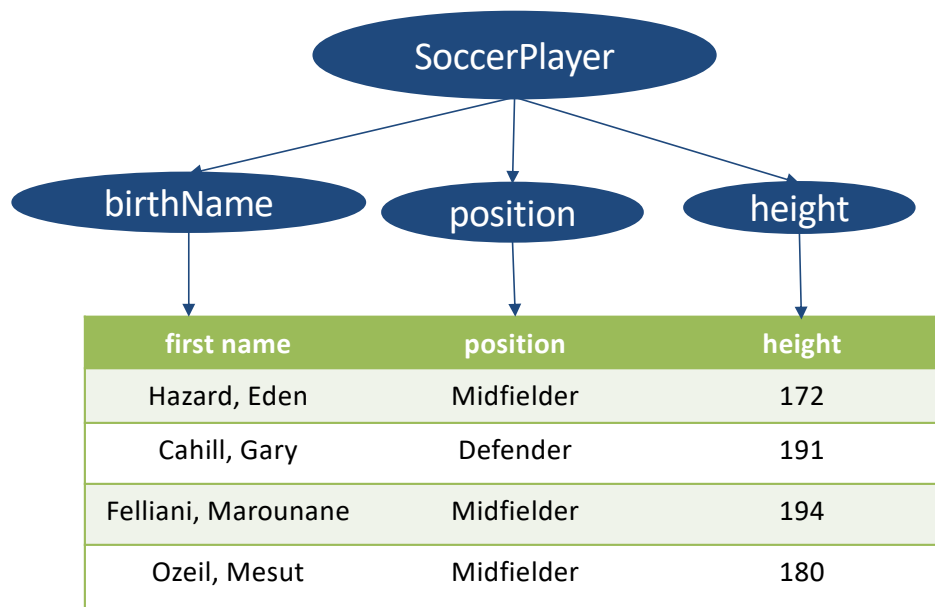 SoccerPlayer
birthName position height
first name position height
Hazard, Eden Midfielder 172
Cahill, Gary Defender 191
Felliani, Marounane Midfielder 194
Ozeil, Mesut Midfielder 180